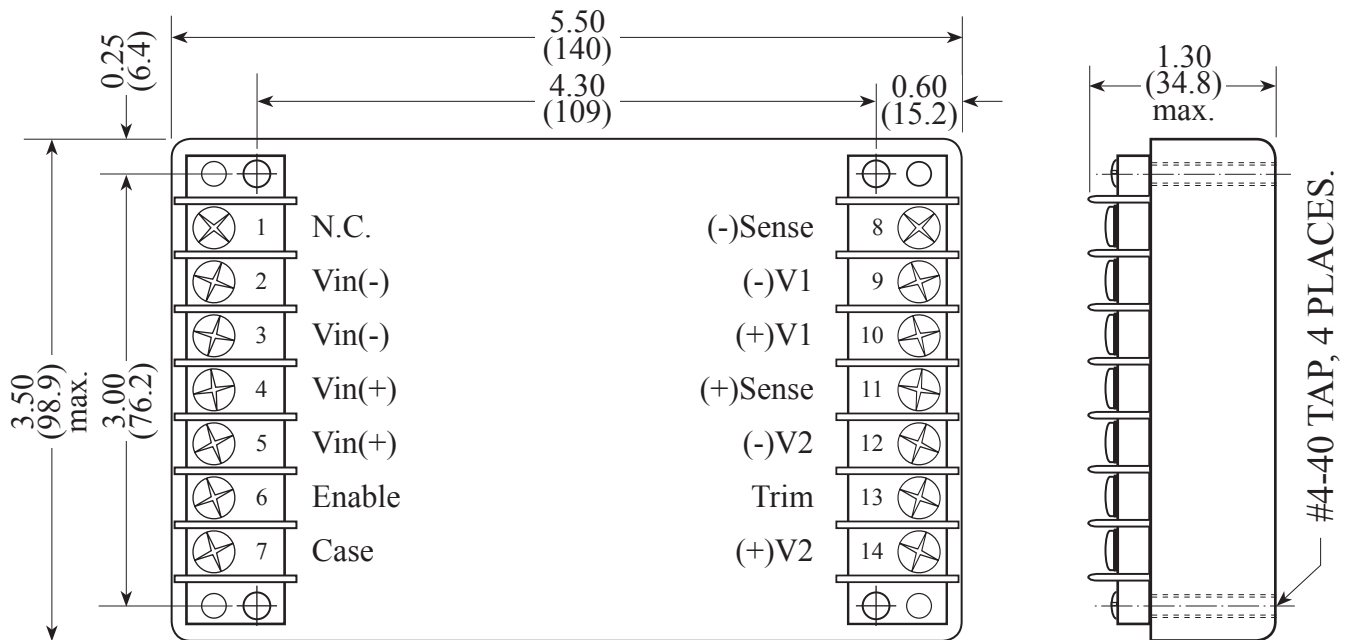 5.50
(140)
4.30
(109)
0.60
(15.2)
0.25
(6.4)
1.30
(34.8)
max.
3.50
(98.9)
max.
3.00
(76.2)
1 N.C.
2 Vin(-)
3 Vin(-)
4 Vin(+)
5 Vin(+)
6 Enable
7 Case
(-)Sense 8
(-)V1 9
(+)V1 10
(+)Sense 11
(-)V2 12
Trim 13
(+)V2 14
#4-40 TAP, 4 PLACES.